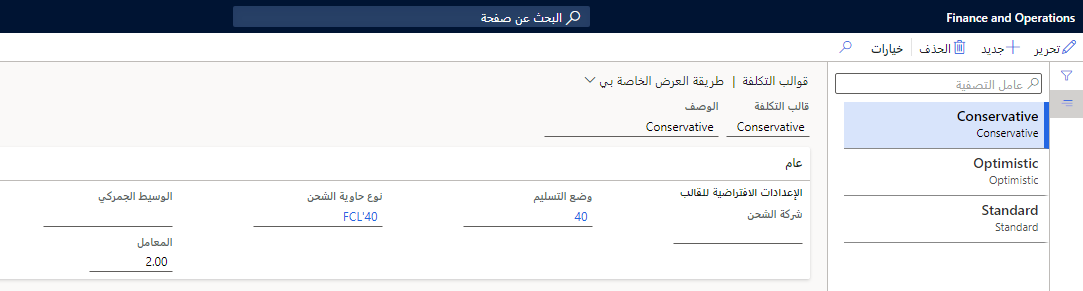 Finance and Operations
البحث عن صفحة
تحرير
جديد
الحذف
خيارات
عامل التصفية
Conservative
Conservative
Optimistic
Optimistic
Standard
Standard
قوالب التكلفة | طريقة العرض الخاصة بي
قالب التكلفة
Conservative
الوصف
Conservative
عام
الإعدادات الافتراضية للقالب
شركة الشحن
وضع التسليم
40
نوع حاوية الشحن
FCL'40
الوسيط الجمركي
المعامل
2.00